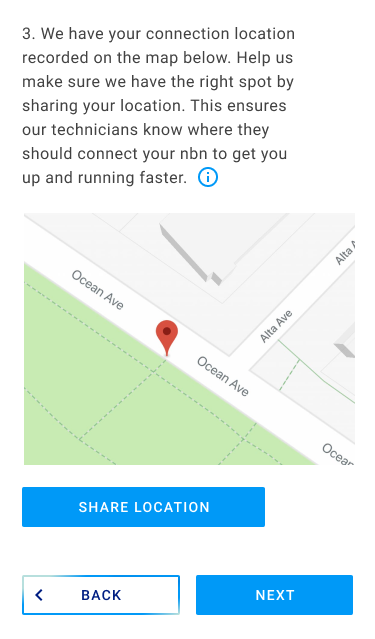 3. We have your connection location
recorded on the map below. Help us
make sure we have the right spot by
sharing your location. This ensures
our technicians know where they
should connect your nbn to get you
up and running faster.
Alta A
Ocean Ave
Alta Ave
Ocean Ave
Ocean
SHARE LOCATION
BACK
NEXT